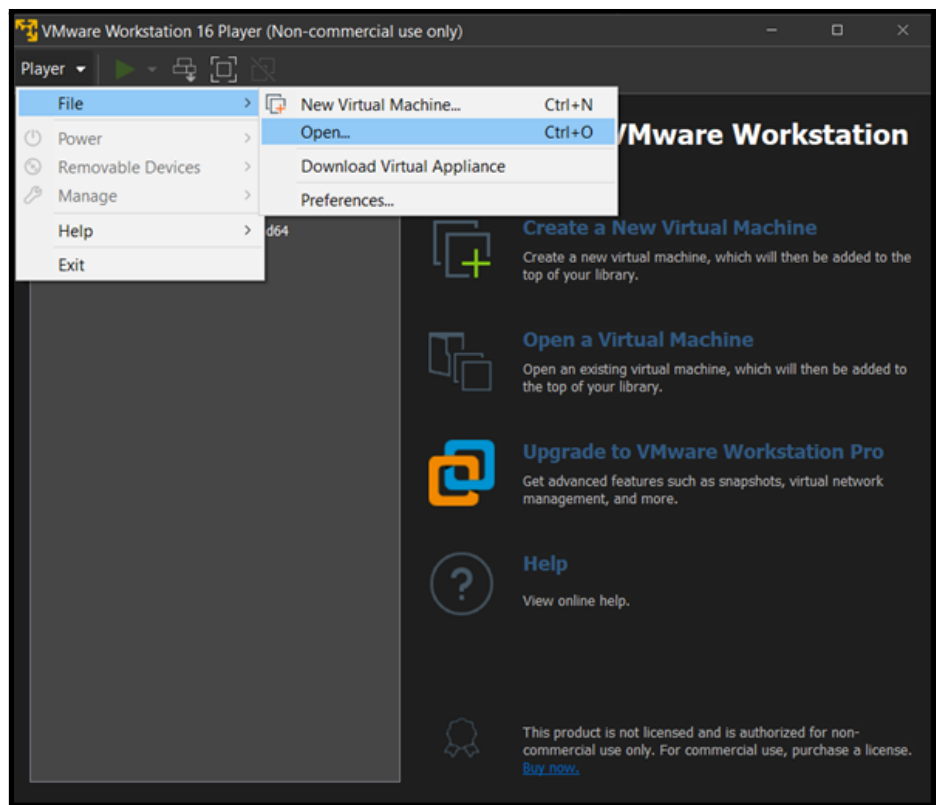 VMware Workstation 16 Player (Non-commercial use only)
Player
File
New Virtual Machine... Ctrl+N
Open... Ctrl+O
Download Virtual Appliance
Preferences...
Power
Removable Devices
Manage
Help
Exit
d64
VMware Workstation
Create a New Virtual Machine
Create a new virtual machine, which will then be added to the
top of your library.
Open a Virtual Machine
Open an existing virtual machine, which will then be added to
the top of your library.
Upgrade to VMware Workstation Pro
Get advanced features such as snapshots, virtual network
management, and more.
Help
View online help.
This product is not licensed and is authorized for non-
commercial use only. For commercial use, purchase a license.
Buy now.